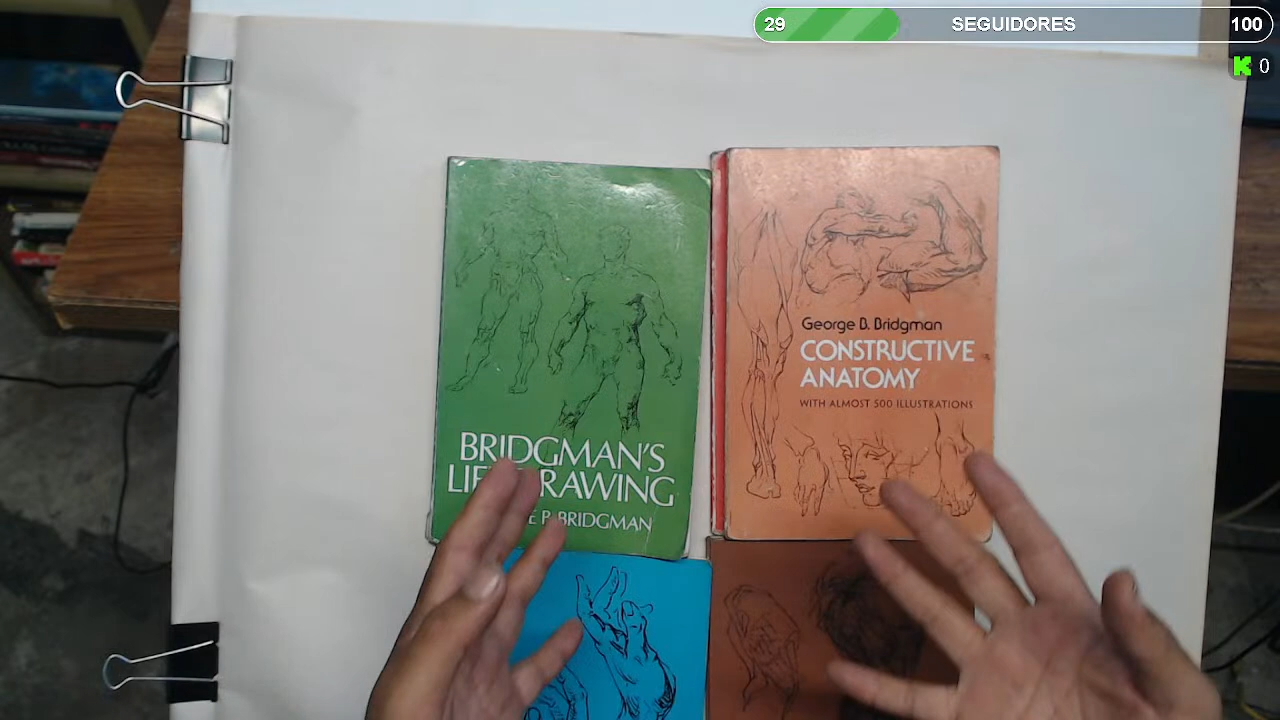 29 SEGUIDORES 100
0
George B. Bridgman
CONSTRUCTIVE
ANATOMY
WITH ALMOST 500 ILLUSTRATIONS
BRIDGMAN'S
BRIDGMAN